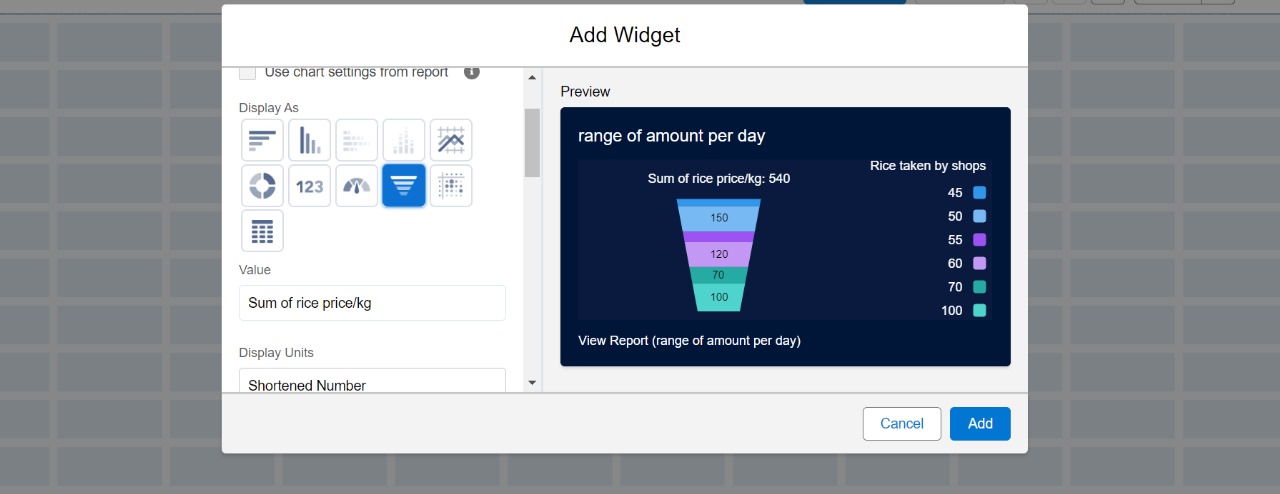 Add Widget
Use chart settings from report
Display As
123
Value
Sum of rice price/kg
Display Units
Shortened Number
Preview
range of amount per day
Sum of rice price/kg: 540
150
120
70
100
Rice taken by shops
45
50
55
60
70
100
View Report (range of amount per day)
Cancel
Add